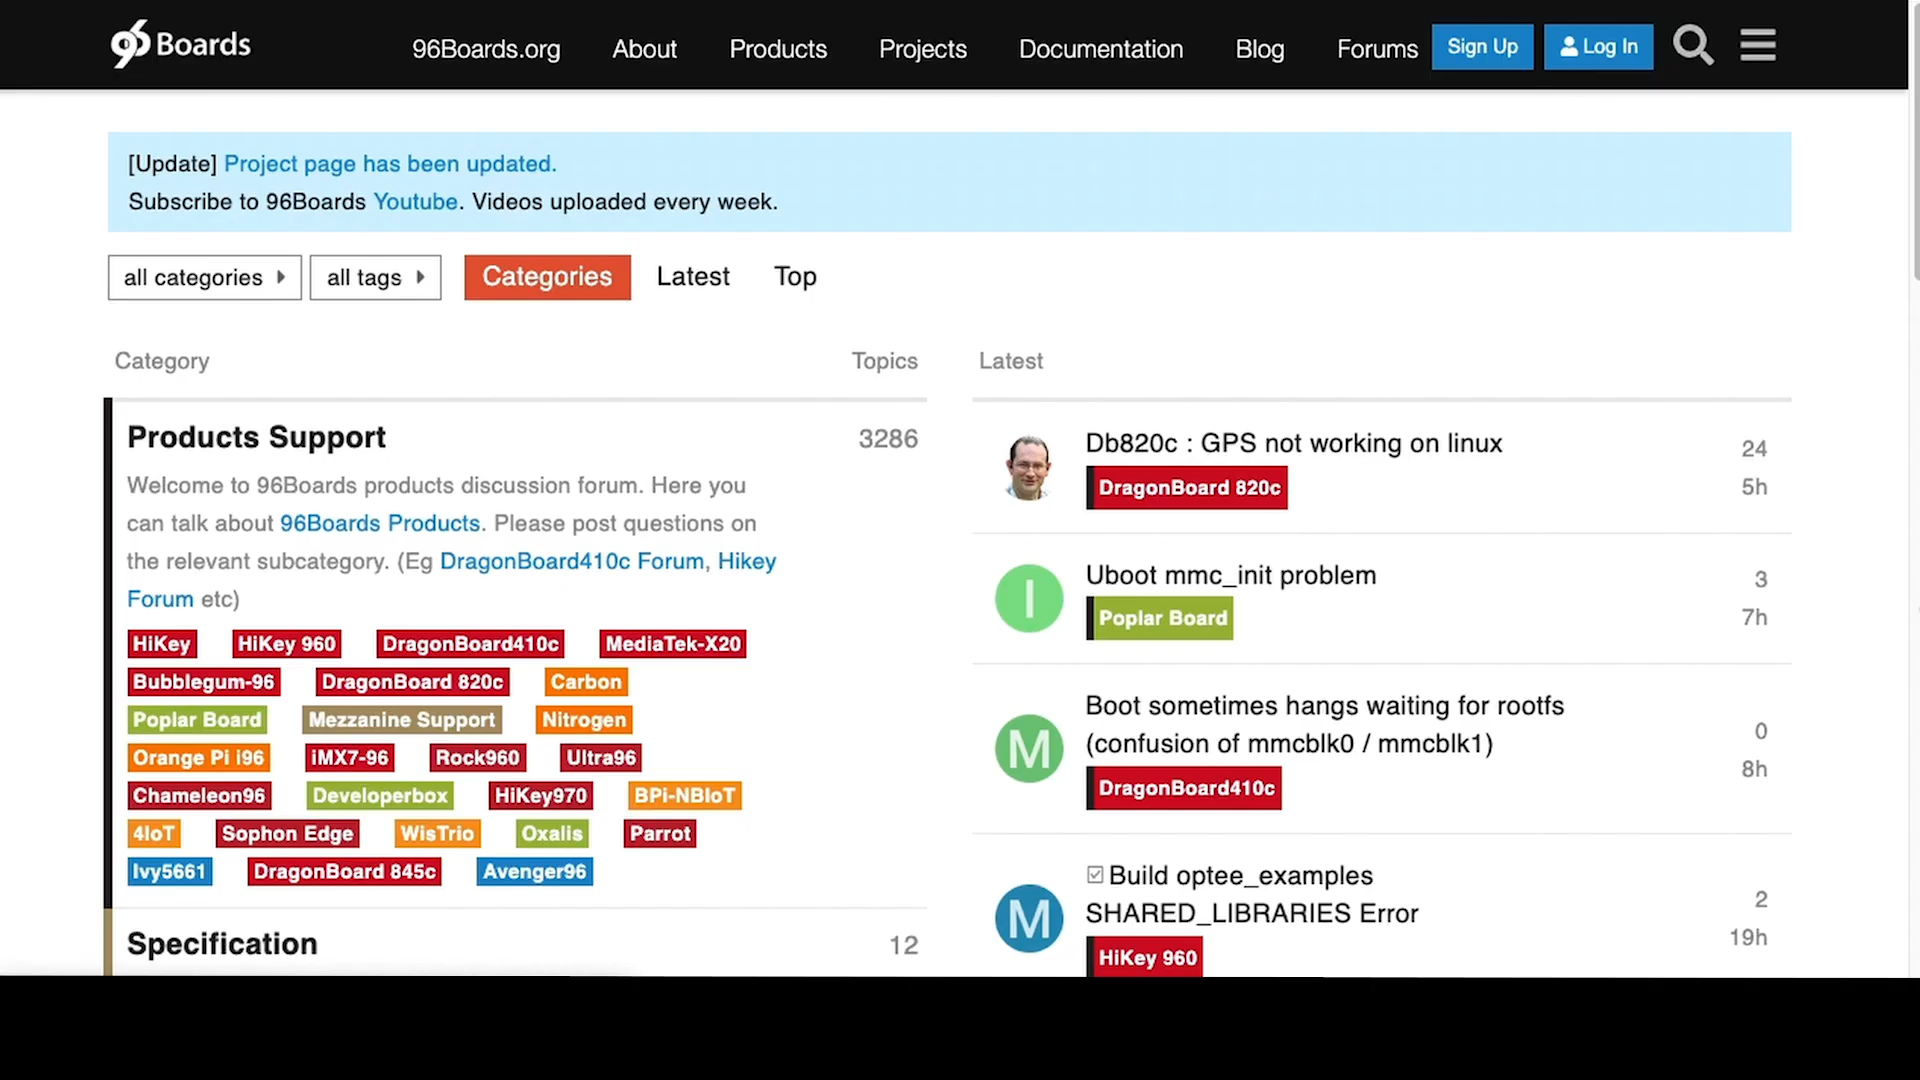 96Boards 96Boards.org About Products Projects Documentation Blog Forums Sign Up Log In
[Update] Project page has been updated.
Subscribe to 96Boards Youtube. Videos uploaded every week.
all categories all tags Categories Latest Top
Category Topics
Products Support 3286
Welcome to 96Boards products discussion forum. Here you
can talk about 96Boards Products. Please post questions on
the relevant subcategory. (Eg DragonBoard410c Forum, Hikey
Forum etc)
HiKey HiKey 960 DragonBoard410c MediaTek-X20
Bubblegum-96 DragonBoard 820c Carbon
Poplar Board Mezzanine Support Nitrogen
Orange Pi i96 iMX7-96 Rock960 Ultra96
Chameleon96 Developerbox HiKey970 BPi-NBIoT
4IoT Sophon Edge WisTrio Oxalis Parrot
Ivy5661 DragonBoard 845c Avenger96
Specification 12
Latest
Db820c : GPS not working on linux 24
DragonBoard 820c 5h
I Uboot mmc_init problem 3
Poplar Board 7h
Boot sometimes hangs waiting for rootfs 0
M (confusion of mmcblk0 / mmcblk1)
DragonBoard410c 8h
Build optee_examples 2
M SHARED_LIBRARIES Error 19h
HiKey 960